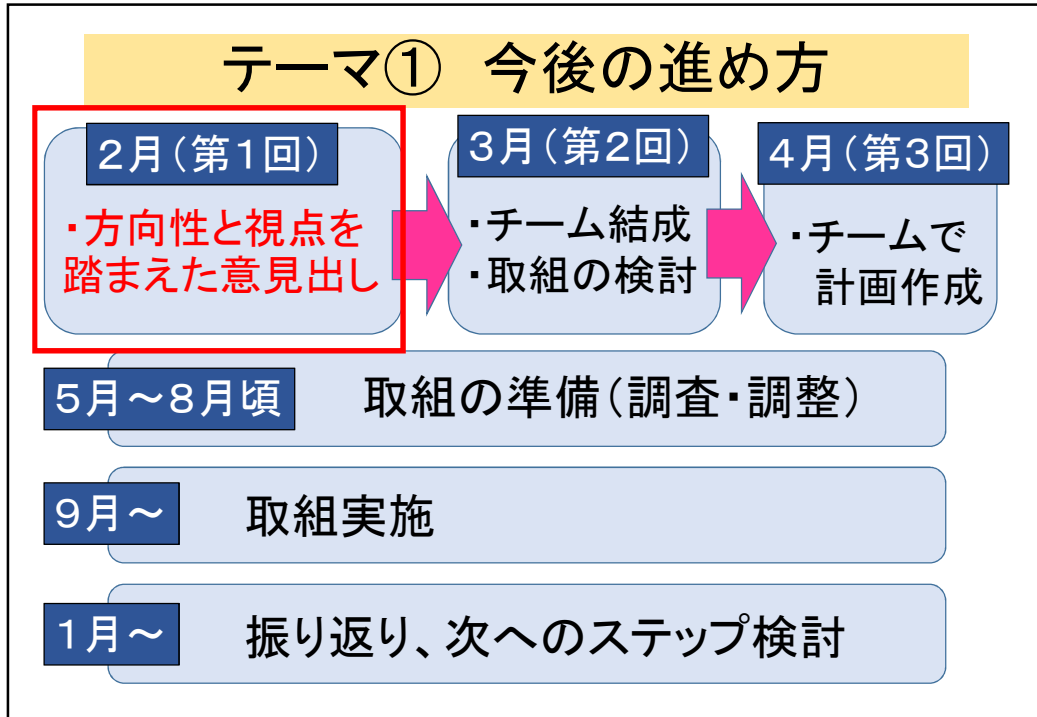 テーマ①　今後の進め方
２月（第１回）
・方向性と視点を
踏まえた意見出し
３月（第２回）
・チーム結成
・取組の検討
４月（第３回）
・チームで
計画作成
５月～８月頃
取組の準備（調査・調整）
９月～
取組実施
１月～
振り返り、次へのステップ検討